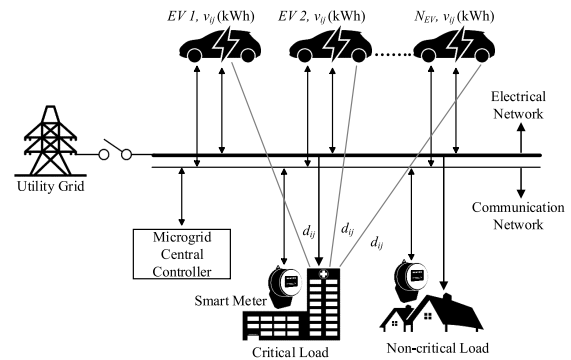 EV 1, vij (kWh)
EV 2, vij (kWh)
NEV, vij (kWh)
Electrical
Network
Utility Grid
Communication
Network
Microgrid
Central
Controller
dij
dij
dij
Smart Meter
Critical Load
Non-critical Load